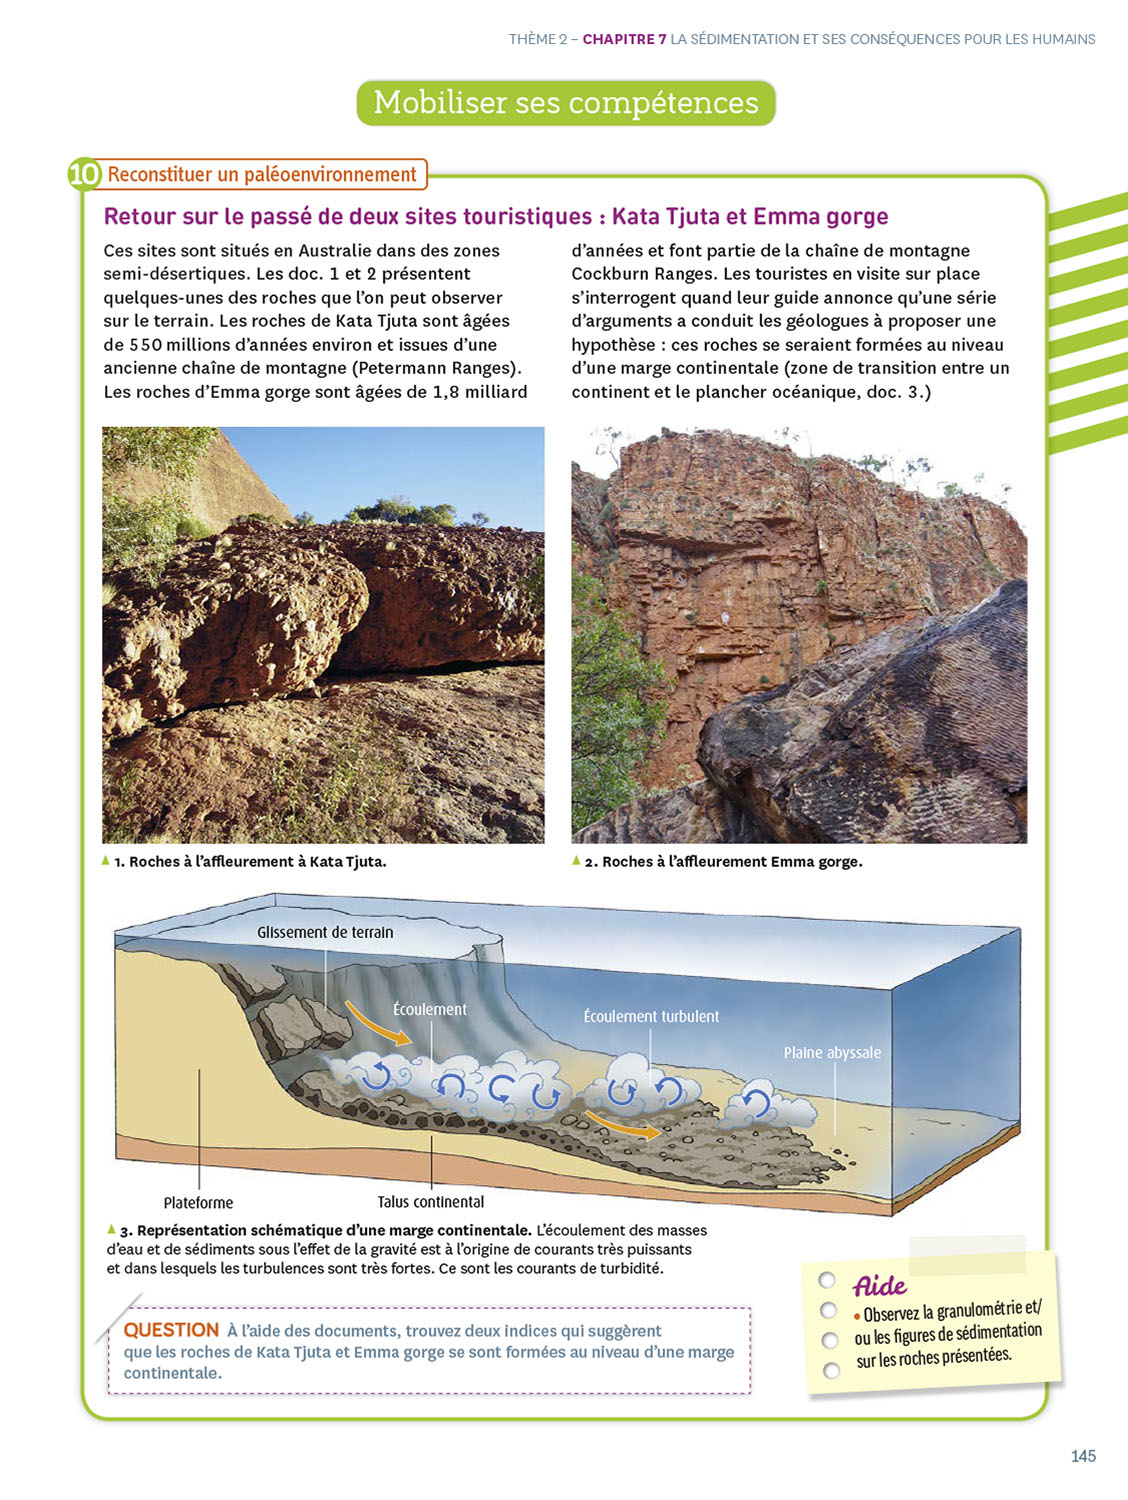 THÈME 2 – CHAPITRE 7 LA SÉDIMENTATION ET SES CONSÉQUENCES POUR LES HUMAINS
Mobiliser ses compétences
10 Reconstituer un paléoenvironnement
Retour sur le passé de deux sites touristiques : Kata Tjuta et Emma gorge
Ces sites sont situés en Australie dans des zones
semi-désertiques. Les doc. 1 et 2 présentent
quelques-unes des roches que l'on peut observer
sur le terrain. Les roches de Kata Tjuta sont âgées
de 550 millions d'années environ et issues d'une
ancienne chaîne de montagne (Petermann Ranges).
Les roches d'Emma gorge sont âgées de 1,8 milliard
d'années et font partie de la chaîne de montagne
Cockburn Ranges. Les touristes en visite sur place
s'interrogent quand leur guide annonce qu'une série
d'arguments a conduit les géologues à proposer une
hypothèse : ces roches se seraient formées au niveau
d'une marge continentale (zone de transition entre un
continent et le plancher océanique, doc. 3.)
1. Roches à l'affleurement à Kata Tjuta.
2. Roches à l'affleurement Emma gorge.
Glissement de terrain
Écoulement
Écoulement turbulent
Plaine abyssale
Plateforme
Talus continental
3. Représentation schématique d'une marge continentale. L'écoulement des masses
d'eau et de sédiments sous l'effet de la gravité est à l'origine de courants très puissants
et dans lesquels les turbulences sont très fortes. Ce sont les courants de turbidité.
QUESTION À l'aide des documents, trouvez deux indices qui suggèrent
que les roches de Kata Tjuta et Emma gorge se sont formées au niveau d'une marge
continentale.
Aide
• Observez la granulométrie et/
ou les figures de sédimentation
sur les roches présentées.
145